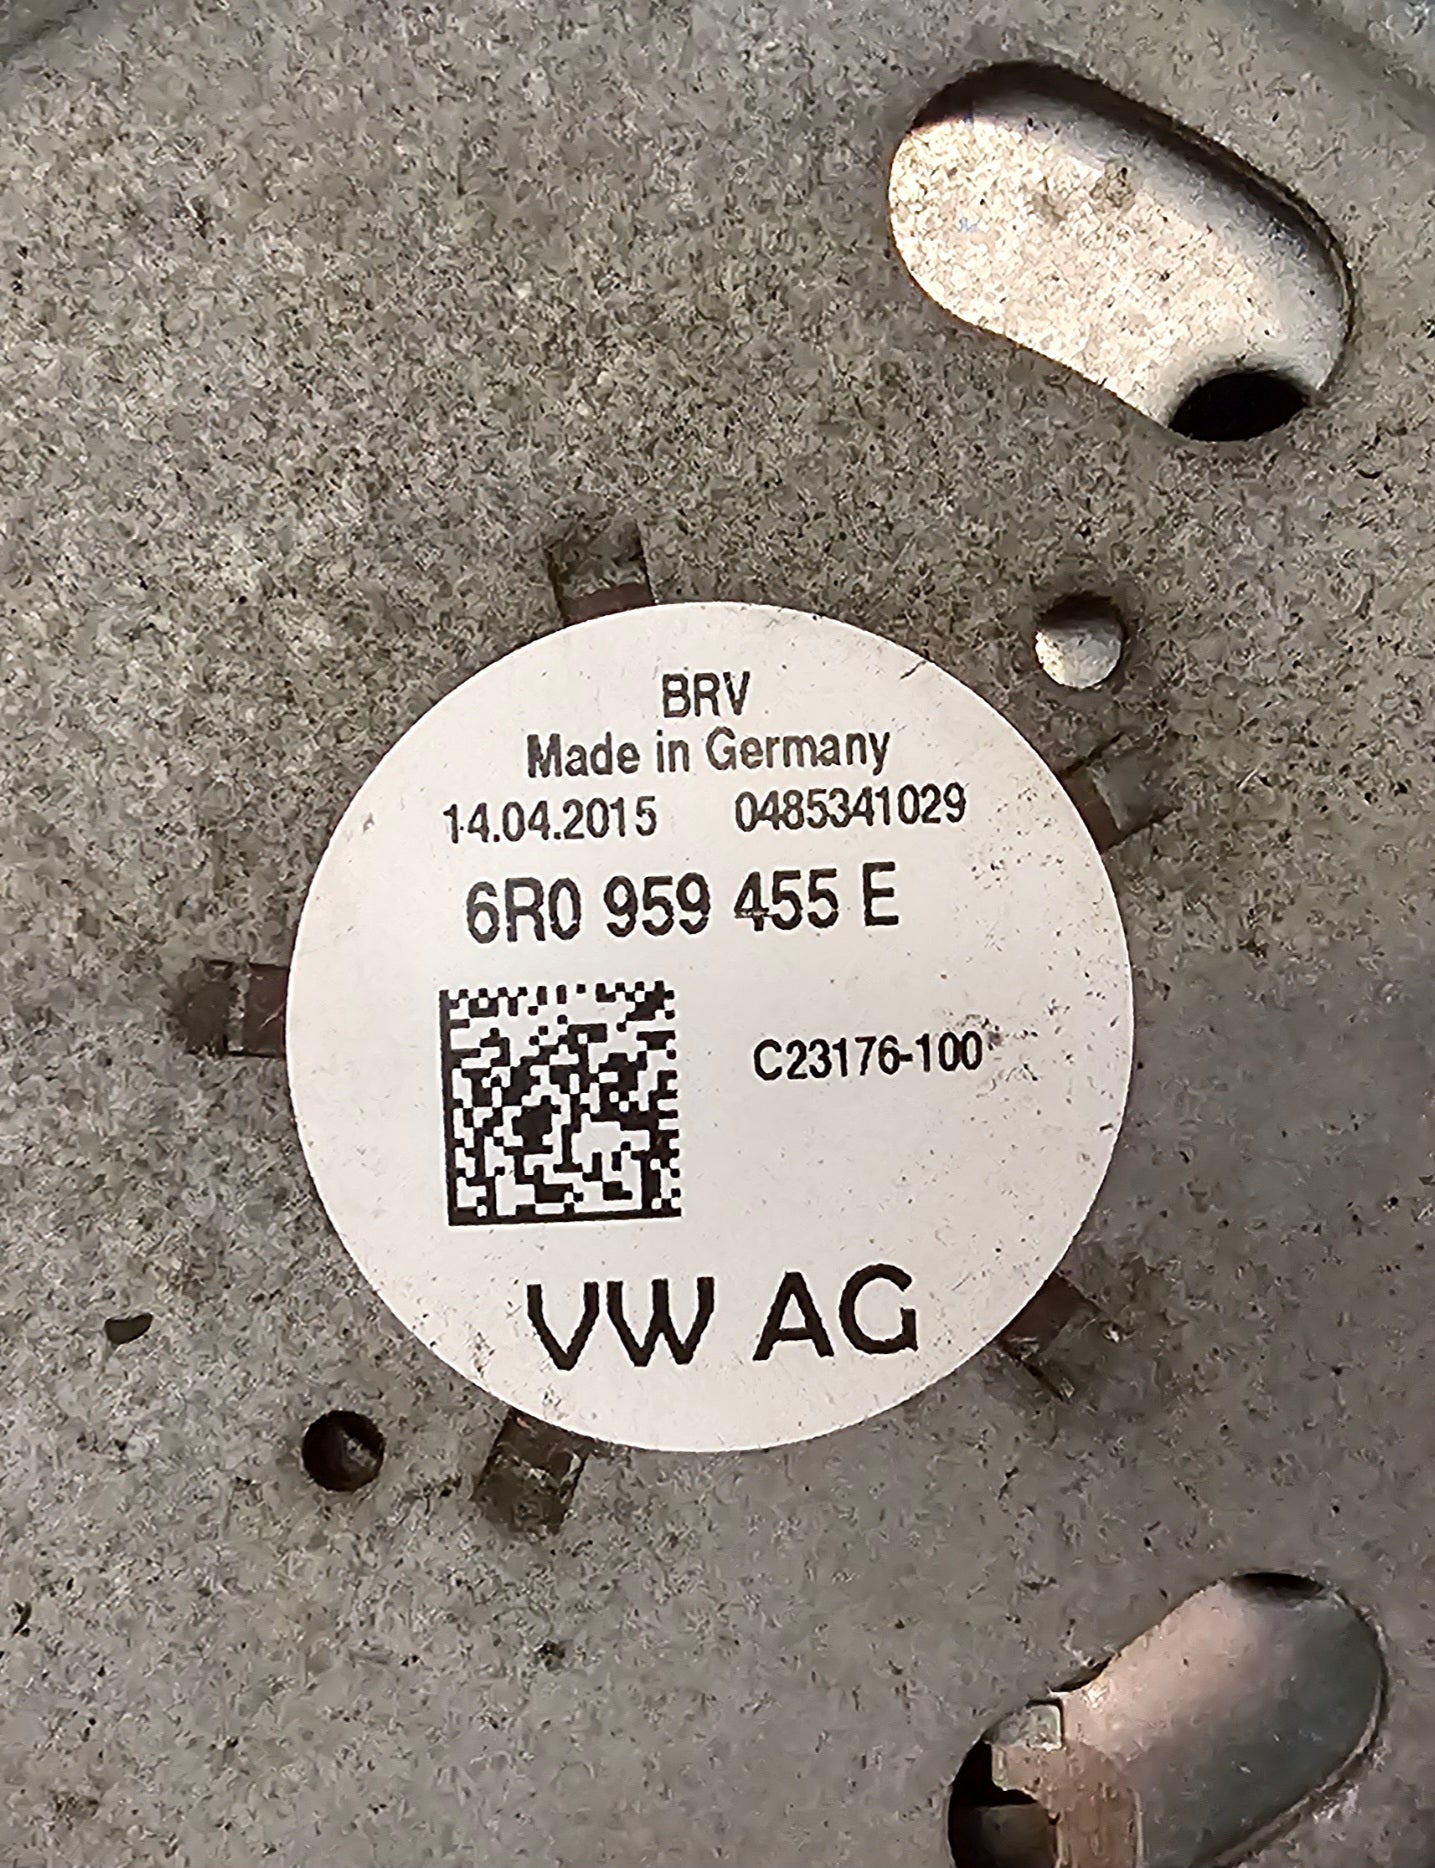 BRV
Made in Germany
14.04.2015 0485341029
6R0 959 455 E
C23176-100
VW AG